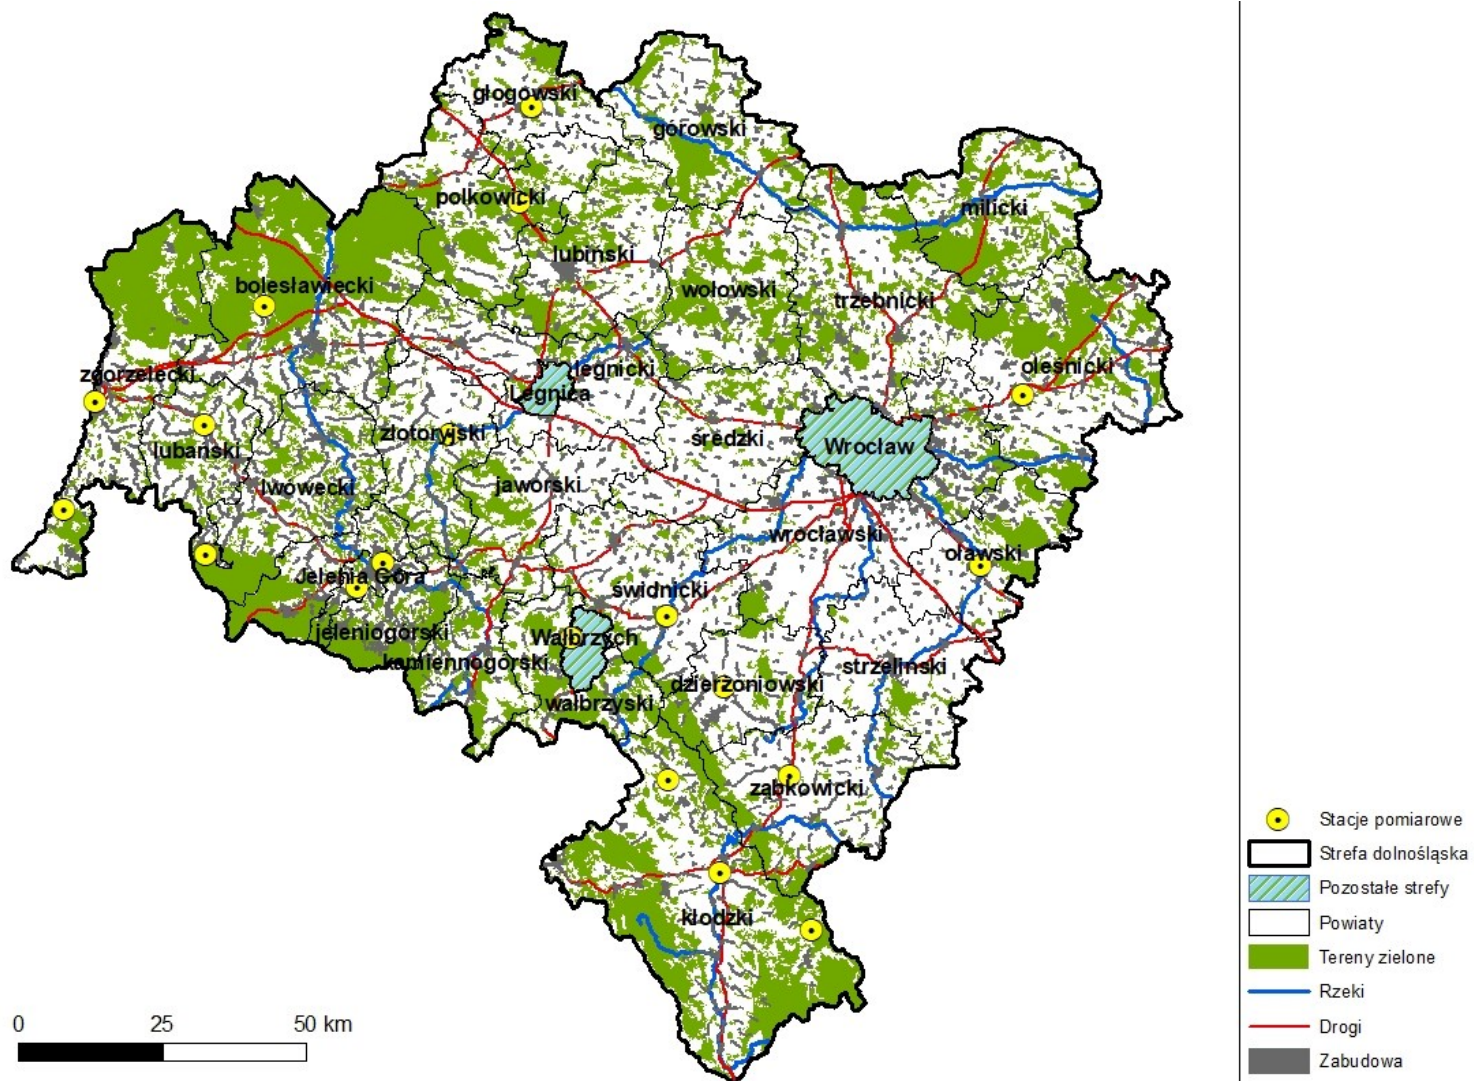 głogowski
górowski
polkowicki
milicki
lubiński
bolesławiecki
wołowski
trzebnicki
zgorzelecki
legnicki
oleśnicki
Legnica
złotoryjski
średzki
Wrocław
lubański
lwówecki
jaworski
wrocławski
oławski
Jelenia Góra
świdnicki
jeleniogórski
Wałbrzych
kamiennogórski
strzeliński
dzierżoniowski
wałbrzyski
ząbkowicki
kłodzki
0 25 50 km
Stacje pomiarowe
Strefa dolnośląska
Pozostałe strefy
Powiaty
Tereny zielone
Rzeki
Drogi
Zabudowa